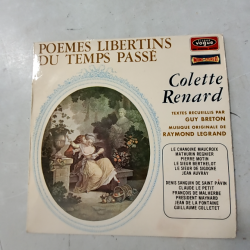 POEMES LIBERTINS
DU TEMPS PASSÉ
VOGUE
Colette
Renard
TEXTES RECUEILLIS PAR
GUY BRETON
MUSIQUE ORIGINALE DE
RAYMOND LEGRAND
LE CHANOINE MAUCROIX
MATHURIN REGNIER
PIERRE MOTIN
LE SIEUR BERTHELOT
LE SIEUR DE SIGOGNE
JEAN AUVRAY
DENIS SANGUIN DE SAINT PÂVIN
CLAUDE LE PETIT
FRANÇOIS DE MALHERBE
PRESIDENT MAYNARD
JEAN DE LA FONTAINE
GUILLAUME COLLETET